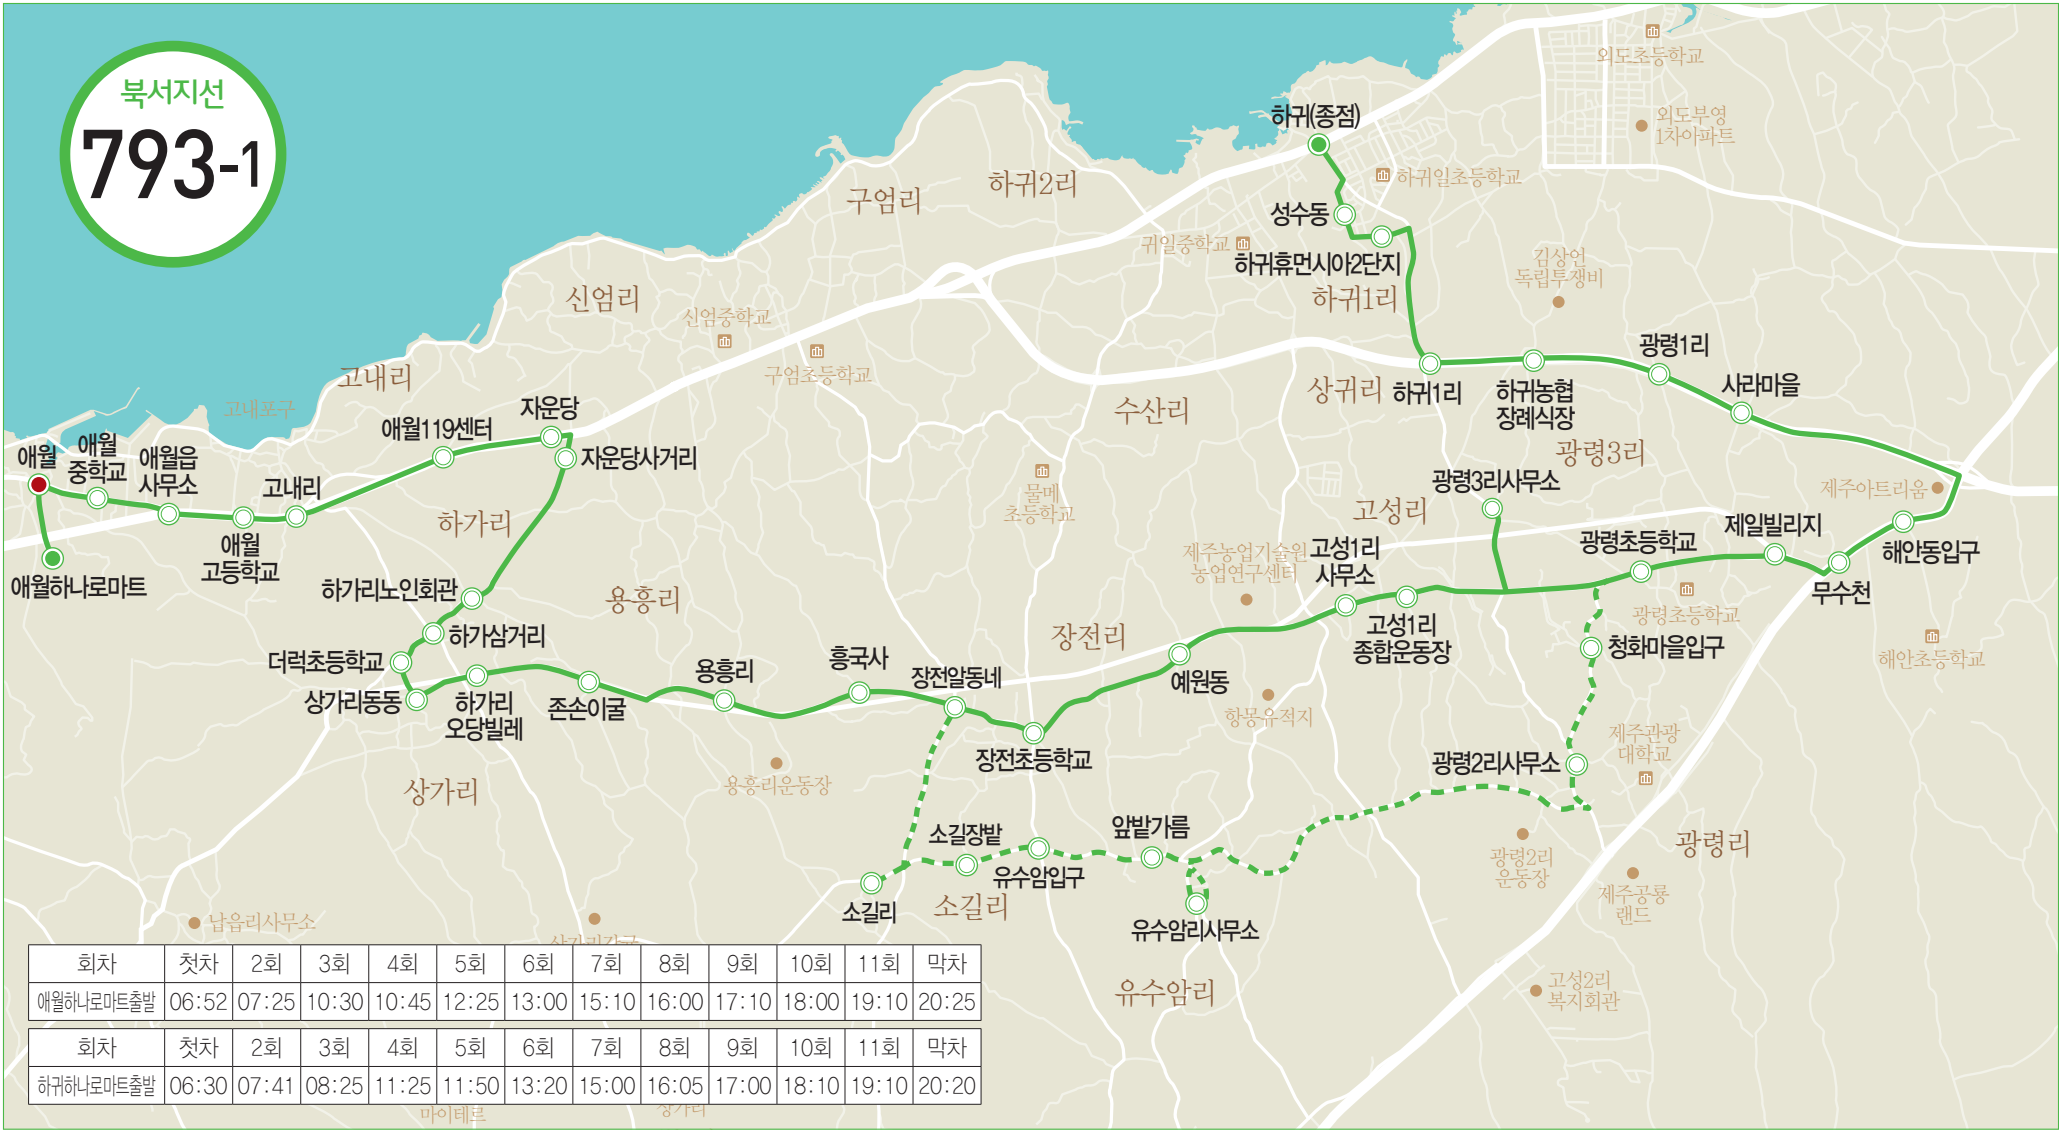 북서지선
793-1
외도초등학교
외도부영
1차아파트
하귀(종점)
하귀일초등학교
하귀2리
구엄리
성수동
귀일중학교
하귀휴먼시아2단지
하귀1리
김상언
독립투쟁비
신엄리
신엄중학교
구엄초등학교
고내리
고내포구
수산리
상귀리
하귀1리
하귀농협
장례식장
광령1리
사라마을
광령3리
애월
애월
중학교
애월읍
사무소
애월
고등학교
고내리
애월119센터
자운당
자운당사거리
애월하나로마트
하가리
물메
초등학교
고성리
광령3리사무소
제주아트리움
제주농업기술원
농업연구센터
고성1리
사무소
광령초등학교
제일빌리지
해안동입구
무수천
광령초등학교
해안초등학교
하가리노인회관
하가삼거리
더럭초등학교
상가리동동
하가리
오당빌레
존손이굴
용흥리
용흥리
흥국사
장전알동네
장전리
장전초등학교
예원동
고성1리
종합운동장
청화마을입구
항몽유적지
제주관광
대학교
광령2리사무소
상가리
용흥리운동장
소길장밭
앞밭가름
유수암입구
소길리
소길리
유수암리사무소
유수암리
광령2리
운동장
광령리
제주공룡
랜드
고성2리
복지회관
납읍리사무소
회차 첫차 2회 3회 4회 5회 6회 7회 8회 9회 10회 11회 막차
애월하나로마트출발 06:52 07:25 10:30 10:45 12:25 13:00 15:10 16:00 17:10 18:00 19:10 20:25
회차 첫차 2회 3회 4회 5회 6회 7회 8회 9회 10회 11회 막차
하귀하나로마트출발 06:30 07:41 08:25 11:25 11:50 13:20 15:00 16:05 17:00 18:10 19:10 20:20
마이테르
상가리